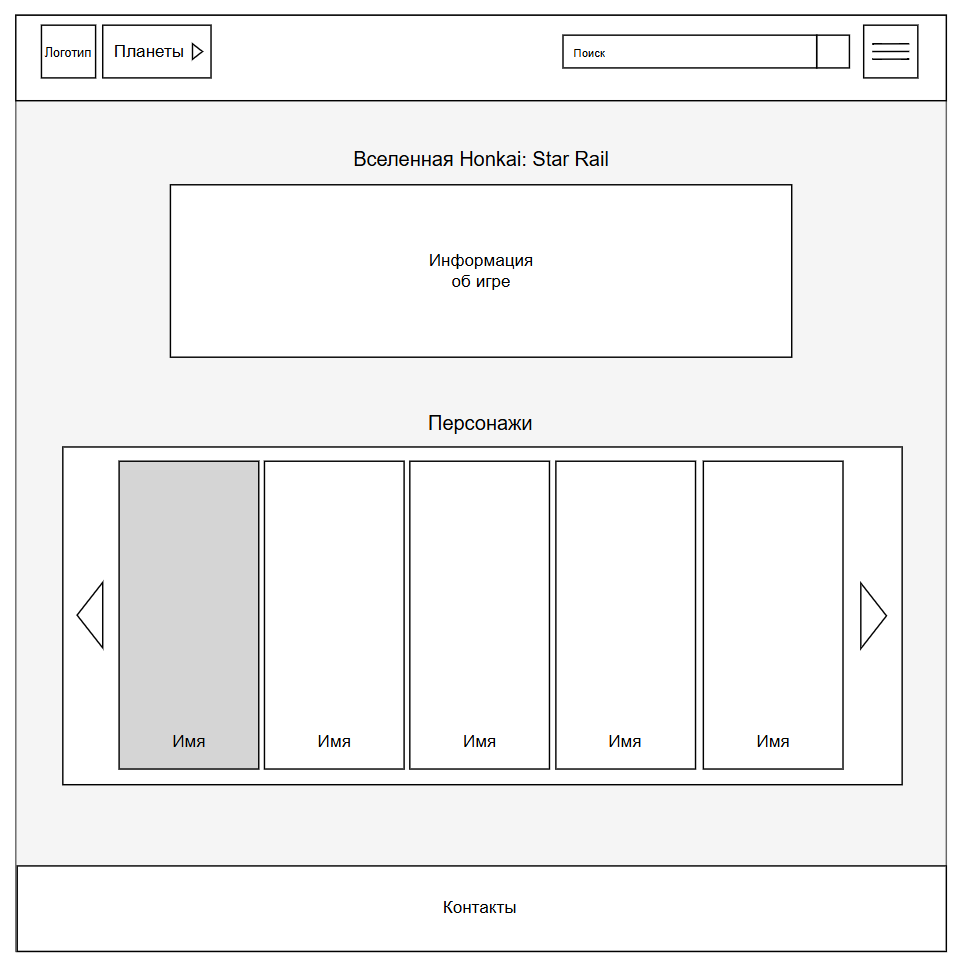 Логотип
Планеты
Поиск
Вселенная Honkai: Star Rail
Информация
об игре
Персонажи
Имя
Имя
Имя
Имя
Имя
Контакты